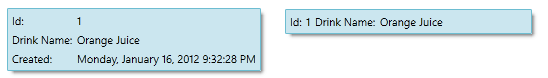 Id: 1
Drink Name: Orange Juice
Created: Monday, January 16, 2012 9:32:28 PM
Id: 1 Drink Name: Orange Juice